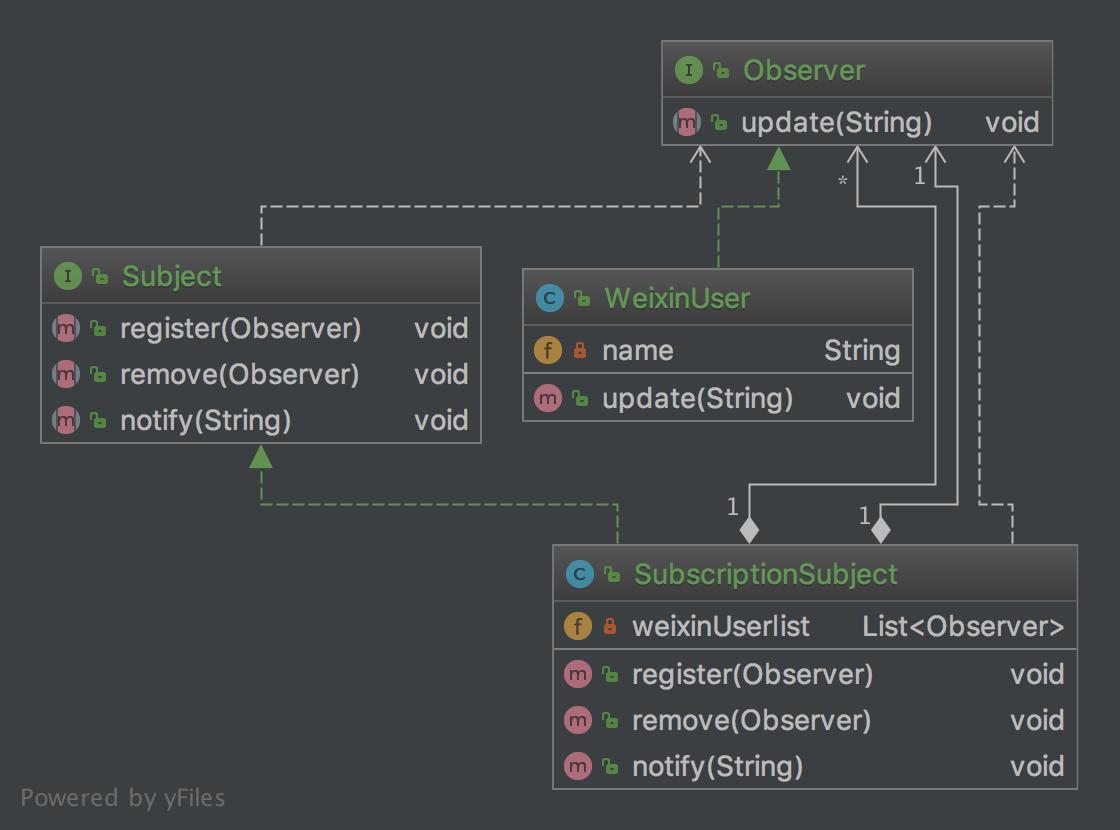 Observer
update(String) void
* 1
Subject
register(Observer) void
remove(Observer) void
notify(String) void
WeixinUser
name String
update(String) void
1 1
SubscriptionSubject
weixinUserlist List<Observer>
register(Observer) void
remove(Observer) void
notify(String) void
Powered by yFiles